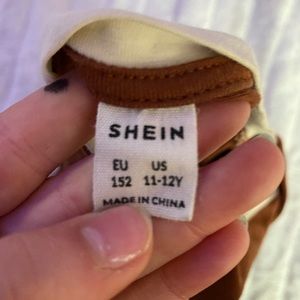 SHEIN
EU US
152 11-12Y
MADE IN CHINA